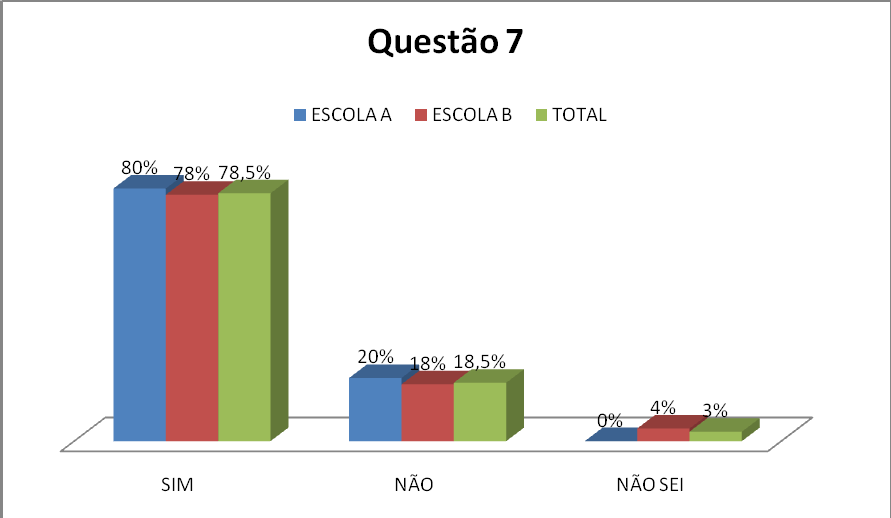 Questão 7
ESCOLA A ESCOLA B TOTAL
80% 78% 78,5%
20% 18% 18,5%
0% 4% 3%
SIM NÃO NÃO SEI